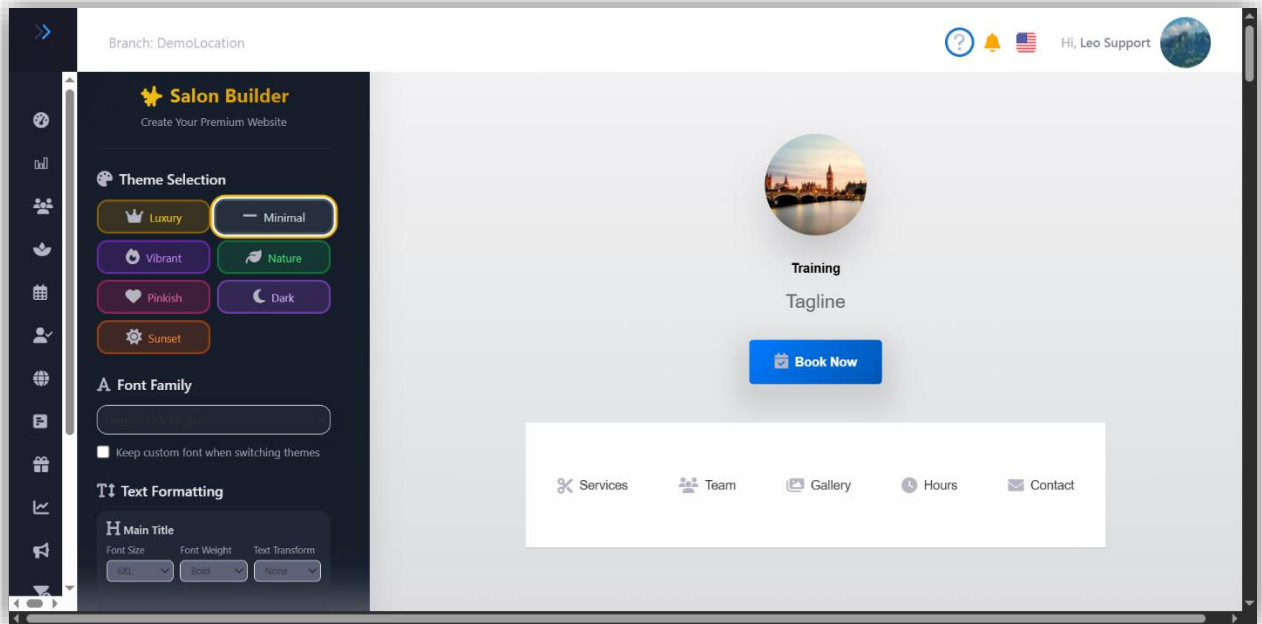 Branch: DemoLocation
?
Hi, Leo Support
Salon Builder
Create Your Premium Website
Theme Selection
Luxury
Minimal
Vibrant
Nature
Pinkish
Dark
Sunset
A Font Family
Keep custom font when switching themes
Text Formatting
H Main Title
Font Size Font Weight Text Transform
6XL Bold None
Training
Tagline
Book Now
Services Team Gallery Hours Contact